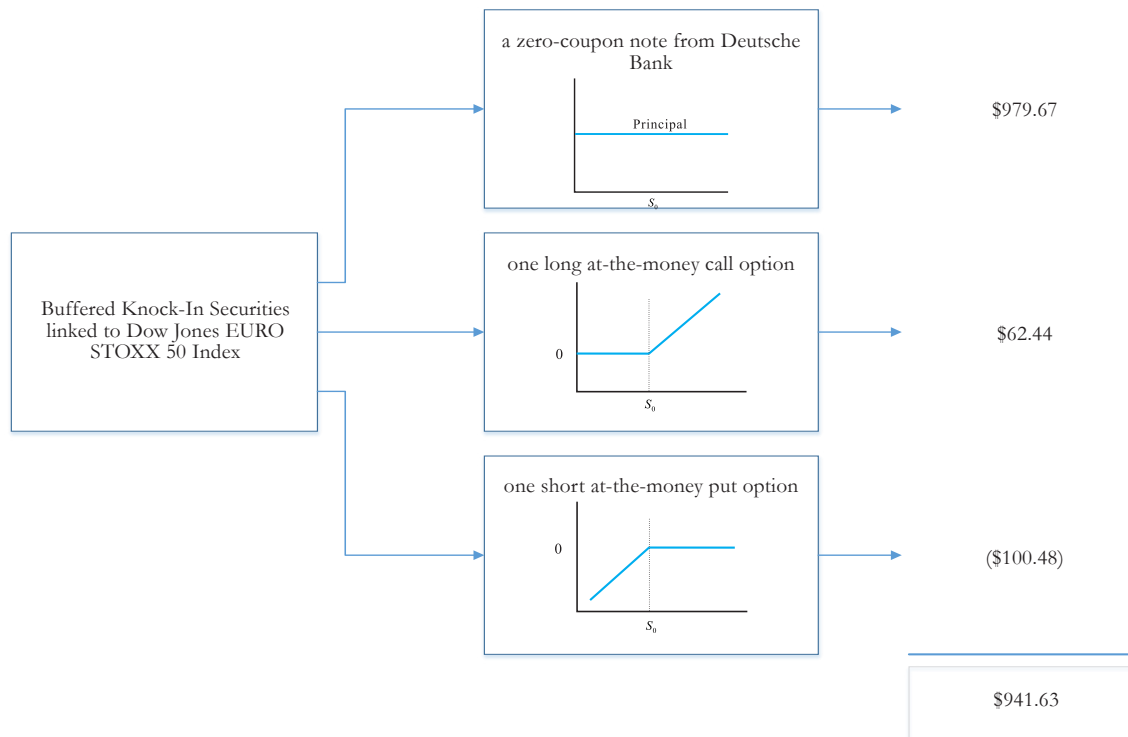 a zero-coupon note from Deutsche
Bank
Principal
S₀
$979.67
Buffered Knock-In Securities
linked to Dow Jones EURO
STOXX 50 Index
one long at-the-money call option
0
S₀
$62.44
one short at-the-money put option
0
S₀
($100.48)
$941.63